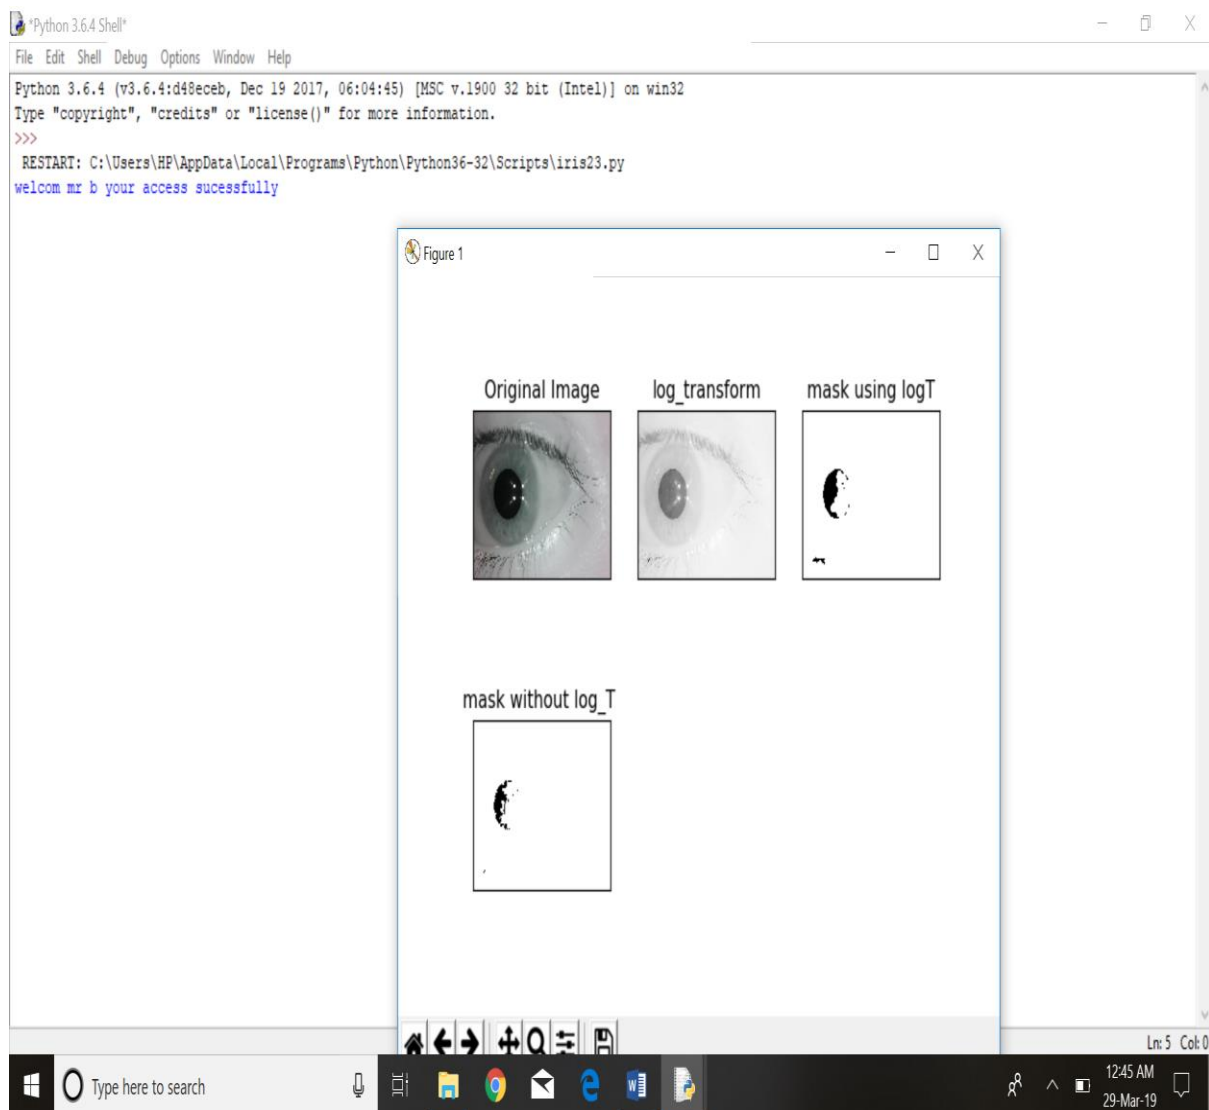 *Python 3.6.4 Shell*
File Edit Shell Debug Options Window Help
Python 3.6.4 (v3.6.4:d48eceb, Dec 19 2017, 06:04:45) [MSC v.1900 32 bit (Intel)] on win32
Type "copyright", "credits" or "license()" for more information.
>>>
RESTART: C:\Users\HP\AppData\Local\Programs\Python\Python36-32\Scripts\iris23.py
welcom mr b your access sucessfully
Figure 1
Original Image log_transform mask using logT
mask without log_T
Ln: 5 Col: 0
Type here to search
12:45 AM
29-Mar-19